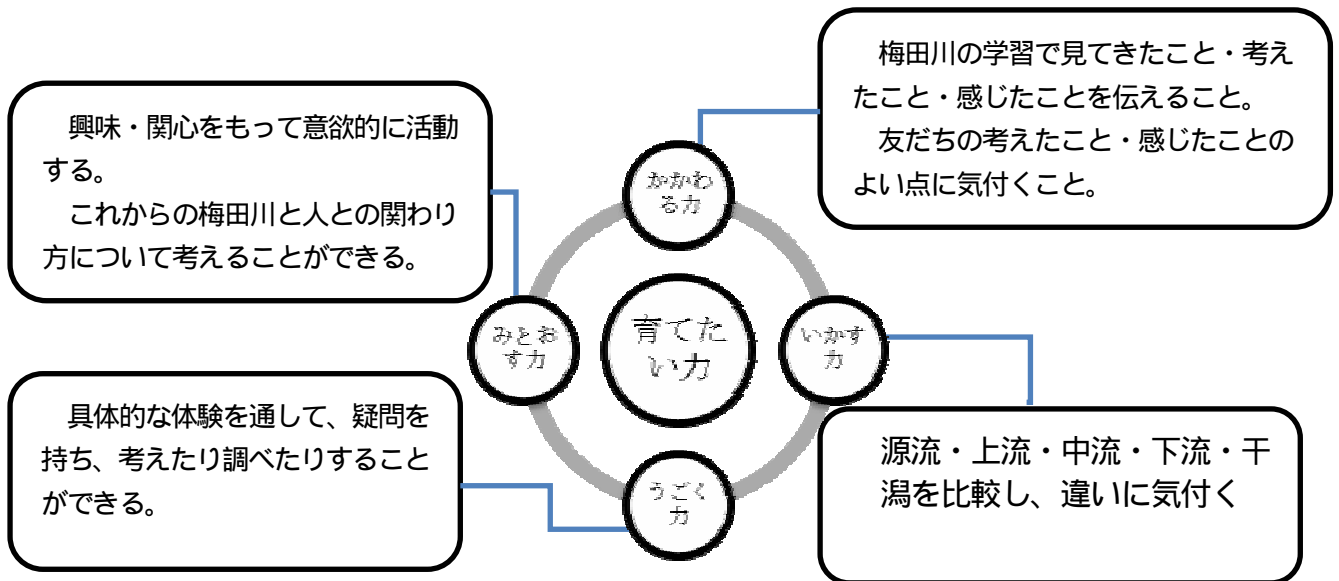 梅田川の学習で見てきたこと・考え
たこと・感じたことを伝えること。
友だちの考えたこと・感じたことの
よい点に気付くこと。
興味・関心をもって意欲的に活動
する。
これからの梅田川と人との関わり
方について考えることができる。
かかわ
る力
育てた
い力
みとお
す力
いかす
力
うごく
力
具体的な体験を通して、疑問を
持ち、考えたり調べたりすること
ができる。
源流・上流・中流・下流・干
潟を比較し、違いに気付く